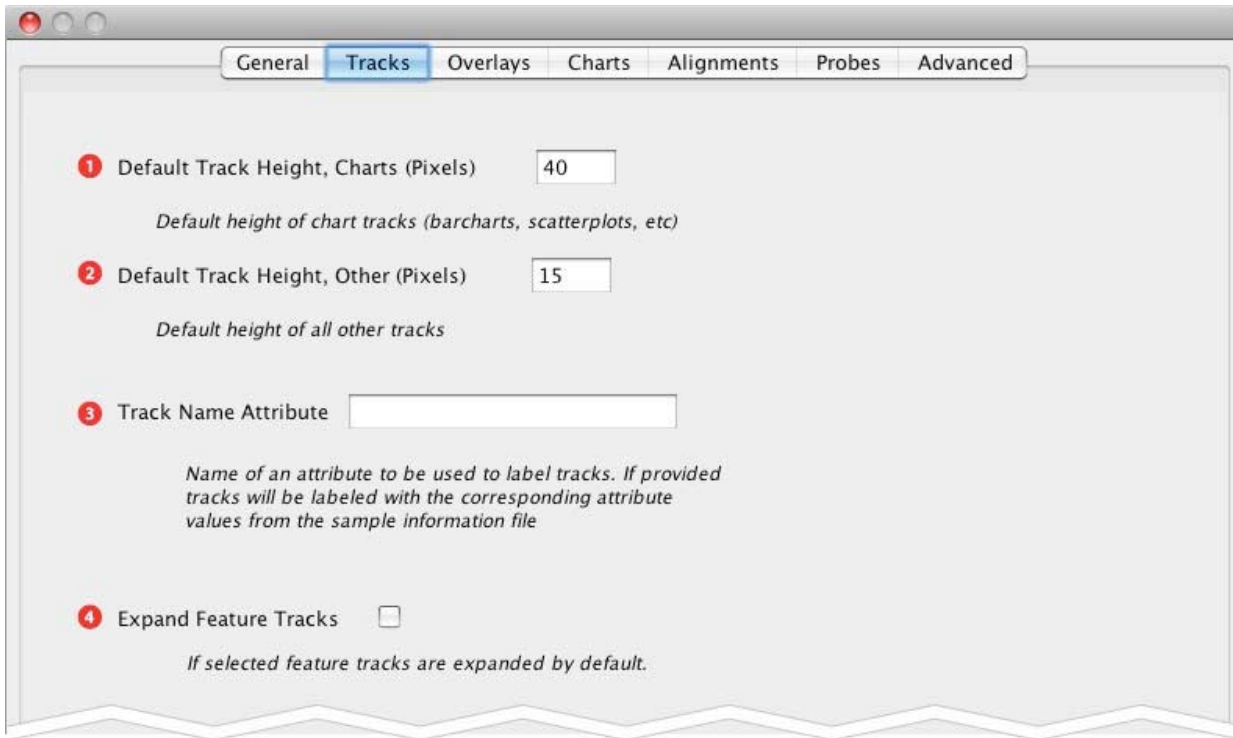 General Tracks Overlays Charts Alignments Probes Advanced
1 Default Track Height, Charts (Pixels) 40
Default height of chart tracks (barcharts, scatterplots, etc)
2 Default Track Height, Other (Pixels) 15
Default height of all other tracks
3 Track Name Attribute
Name of an attribute to be used to label tracks. If provided
tracks will be labeled with the corresponding attribute
values from the sample information file
4 Expand Feature Tracks
If selected feature tracks are expanded by default.